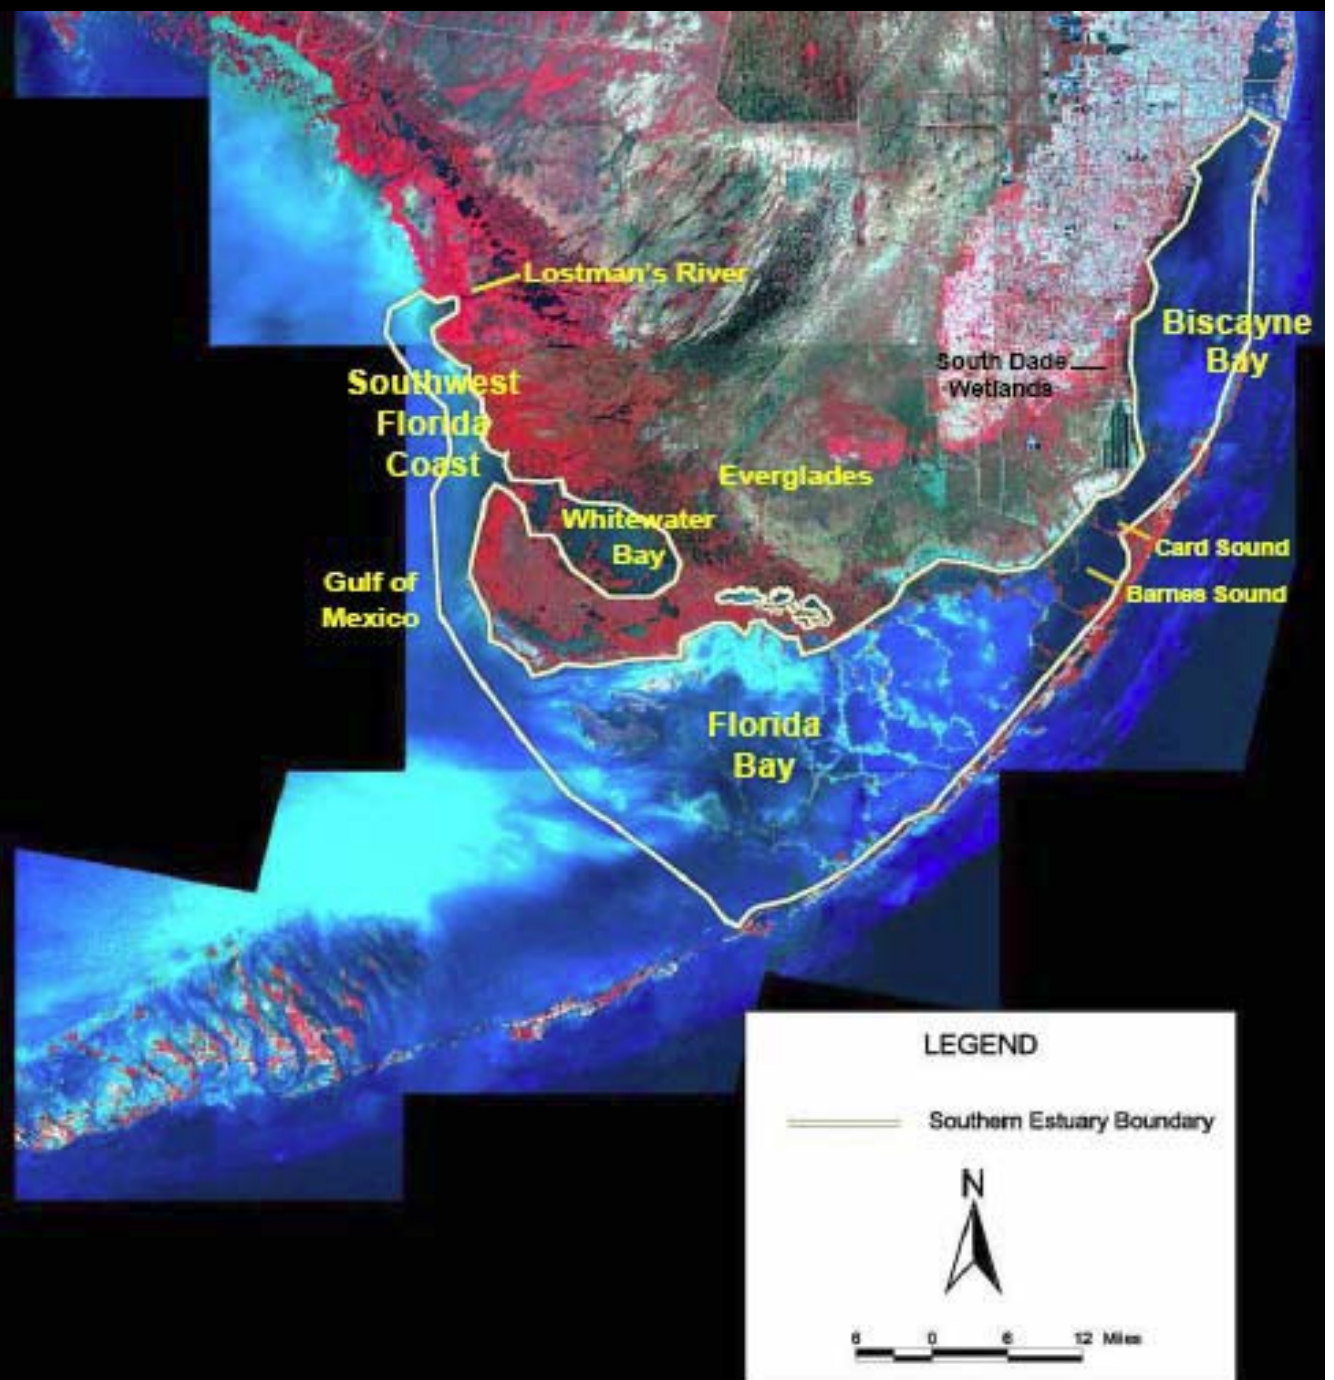 Lostman's River
Biscayne
Bay
South Dade
Wetlands
Southwest
Florida
Coast
Everglades
Whitewater
Bay
Card Sound
Gulf of
Mexico
Barnes Sound
Florida
Bay
LEGEND
Southern Estuary Boundary
N
6 0 6 12 Miles